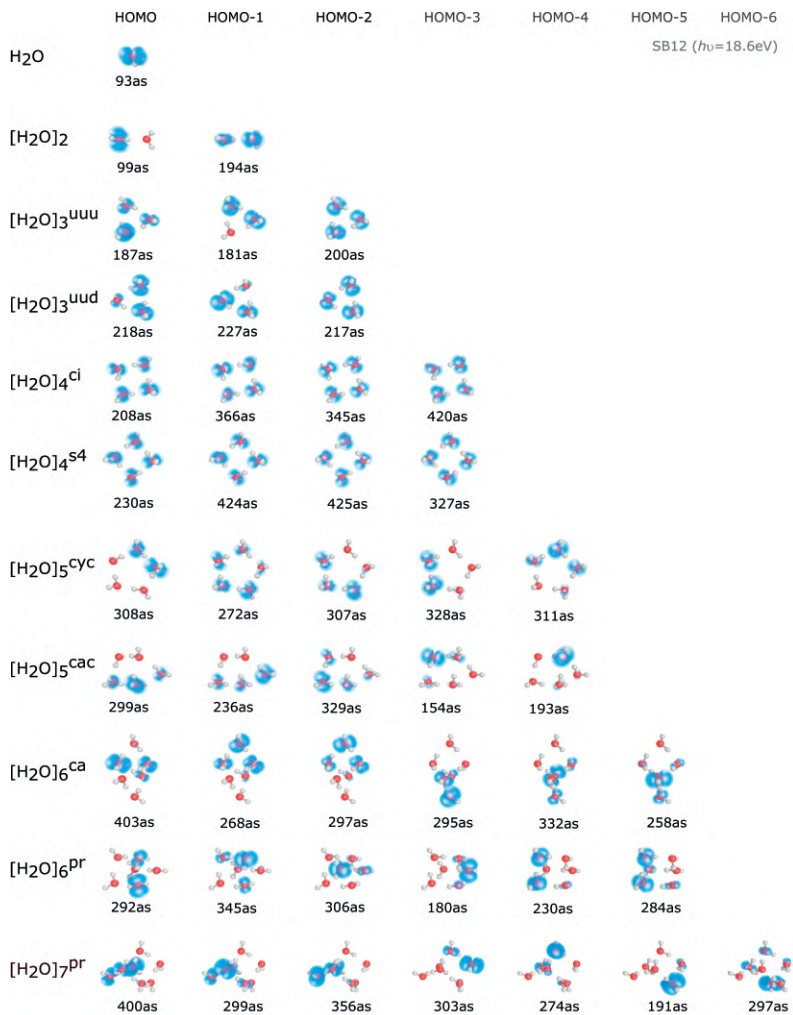 HOMO HOMO-1 HOMO-2 HOMO-3 HOMO-4 HOMO-5 HOMO-6
SB12 (hυ=18.6eV)
H2O
93as
[H2O]2
99as 194as
[H2O]3uuu
187as 181as 200as
[H2O]3uud
218as 227as 217as
[H2O]4ci
208as 366as 345as 420as
[H2O]4s4
230as 424as 425as 327as
[H2O]5cyc
308as 272as 307as 328as 311as
[H2O]5cac
299as 236as 329as 154as 193as
[H2O]6ca
403as 268as 297as 295as 332as 258as
[H2O]6pr
292as 345as 306as 180as 230as 284as
[H2O]7pr
400as 299as 356as 303as 274as 191as 297as